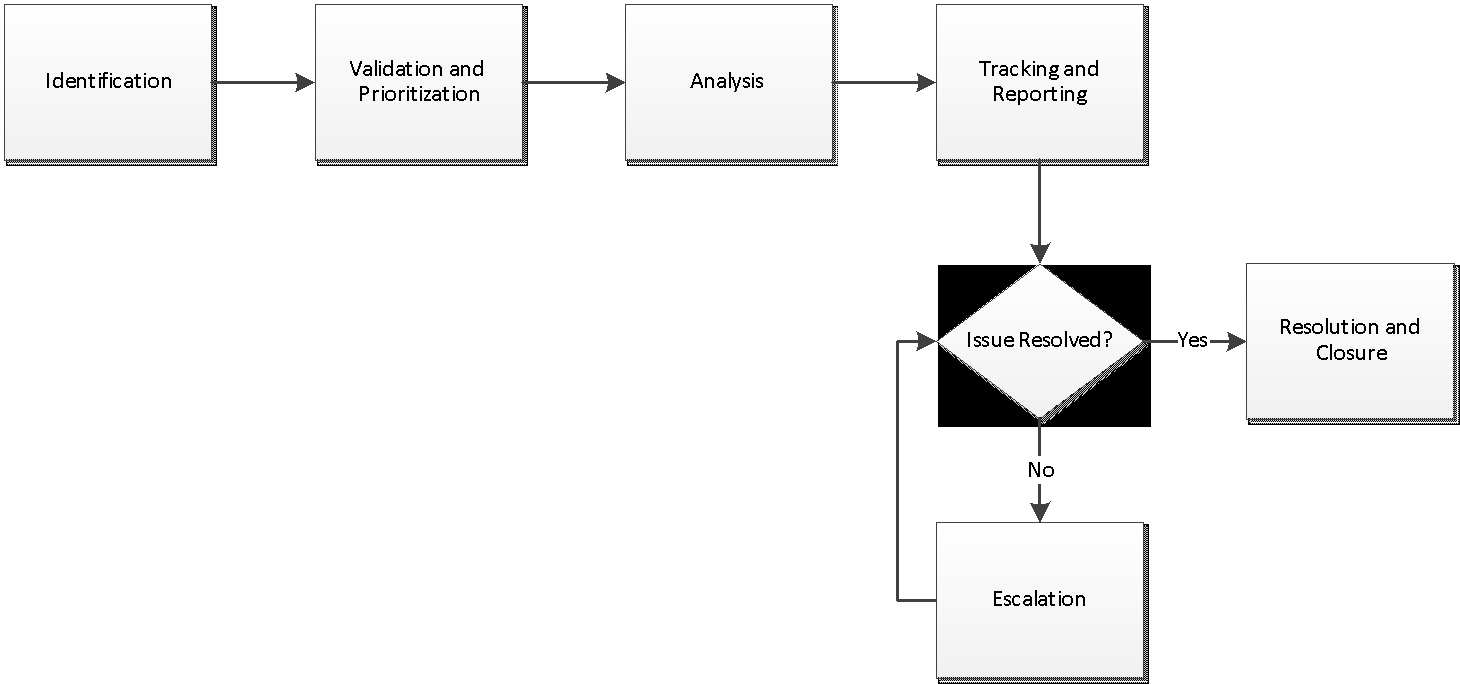 Identification
Validation and
Prioritization
Analysis
Tracking and
Reporting
Issue Resolved?
Yes
Resolution and
Closure
No
Escalation